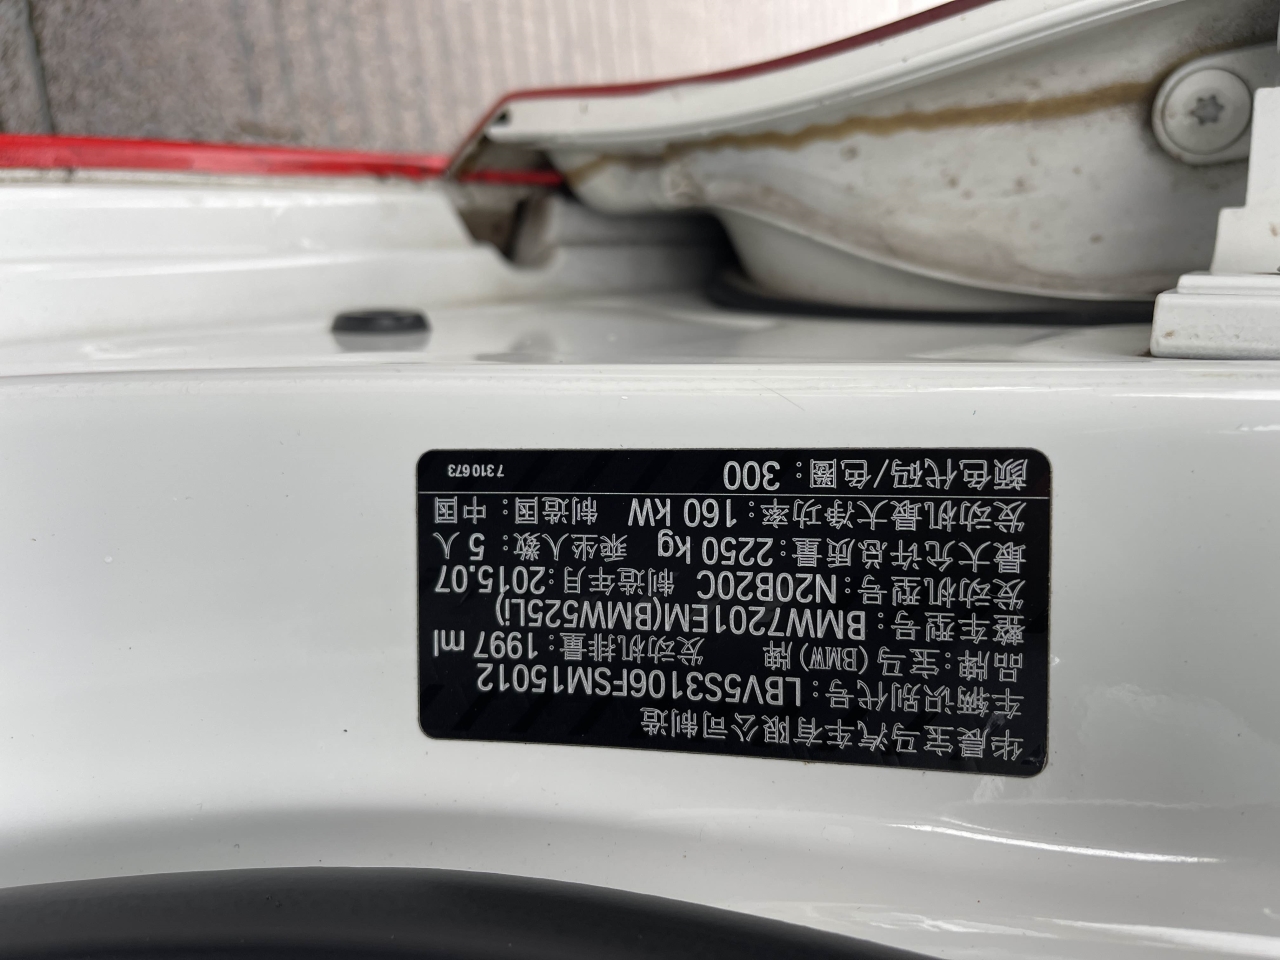 华晨宝马汽车有限公司制造
车辆识别代号：LBV5S3106FSM15012
品牌：宝马（BMW）牌 发动机排量：1997 ml
整车型号：BMW7201EM(BMW525Li)
发动机型号：N20B20C 制造年月：2015.07
最大允许总质量：2250 kg 乘坐人数：5 人
发动机最大净功率：160 kW 制造国：中国
颜色代码/色圈：300 7 310 673